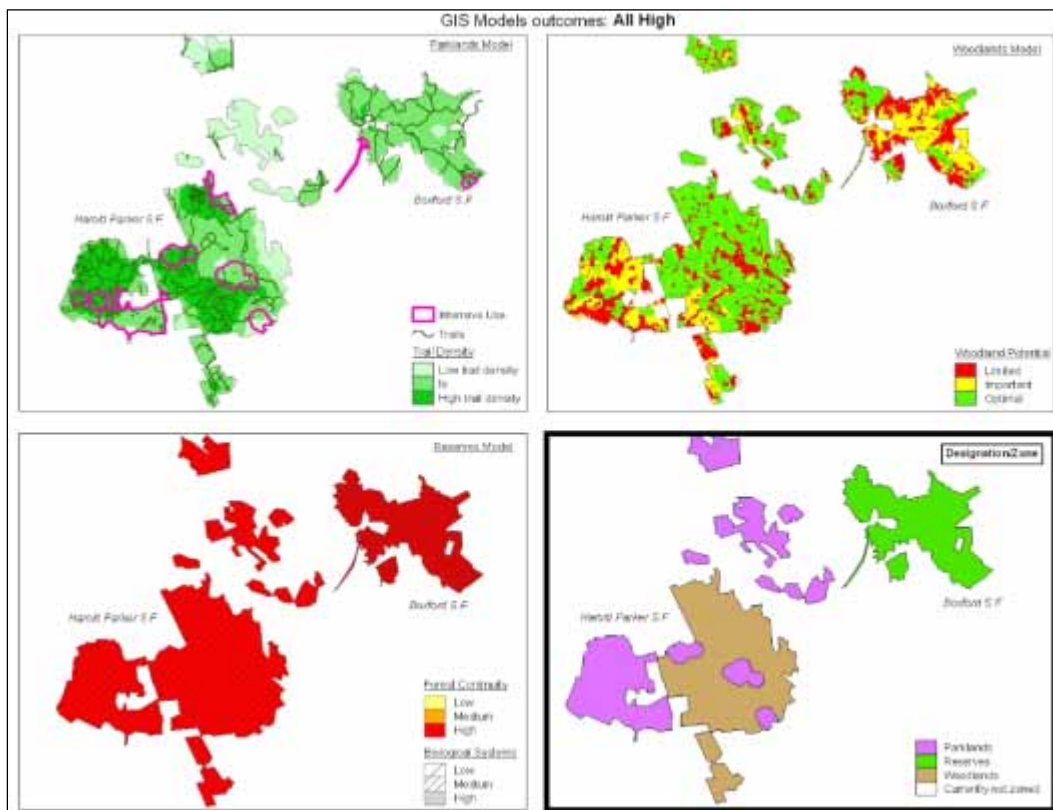 GIS Models outcomes: All High
Parklands Model
Harold Parker S.F.
Boxford S.F.
Intensive Use
Trails
Trail Density
Low trail density
to
High trail density
Woodlands Model
Harold Parker S.F.
Boxford S.F.
Woodland Potential
Limited
Important
Optimal
Reserves Model
Harold Parker S.F.
Boxford S.F.
Forest Continuity
Low
Medium
High
Biological Systems
Low
Medium
High
Designation/Zone
Harold Parker S.F.
Boxford S.F.
Parklands
Reserves
Woodlands
Currently not zoned